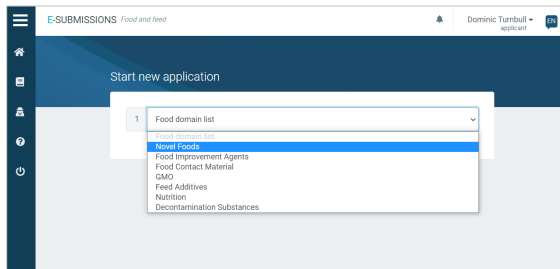 E-SUBMISSIONS Food and feed
Dominic Turnbull
applicant
EN
Start new application
1 Food domain list
Food domain list
Novel Foods
Food Improvement Agents
Food Contact Material
GMO
Feed Additives
Nutrition
Decontamination Substances